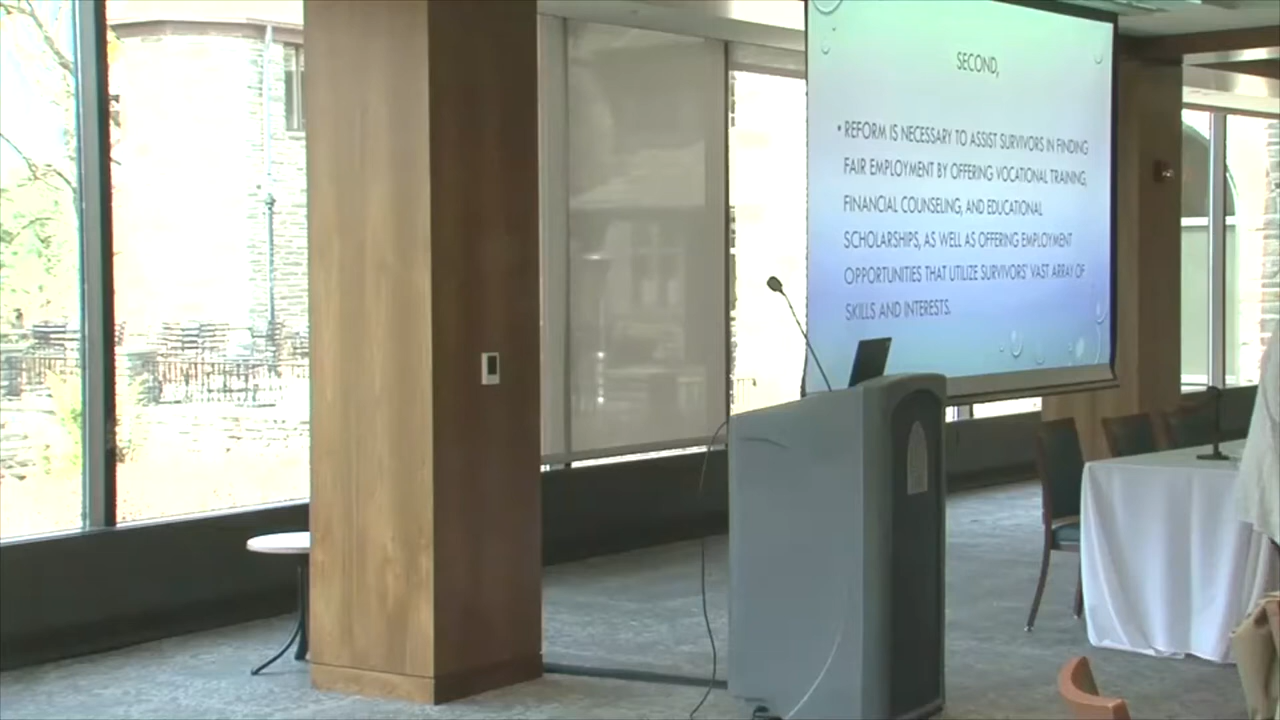 SECOND,
• REFORM IS NECESSARY TO ASSIST SURVIVORS IN FINDING
FAIR EMPLOYMENT BY OFFERING VOCATIONAL TRAINING,
FINANCIAL COUNSELING, AND EDUCATIONAL
SCHOLARSHIPS, AS WELL AS OFFERING EMPLOYMENT
OPPORTUNITIES THAT UTILIZE SURVIVORS' VAST ARRAY OF
SKILLS AND INTERESTS.